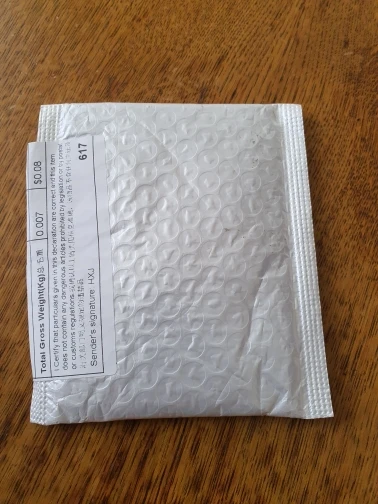 Total Gross Weight(Kg) 0.007 $0.08
I Certify that particulars given in this declaration are correct and this item
does not contain any dangerous articles prohibited by legislation or by postal
or customs regulations.
Sender's signature: HXJ 617